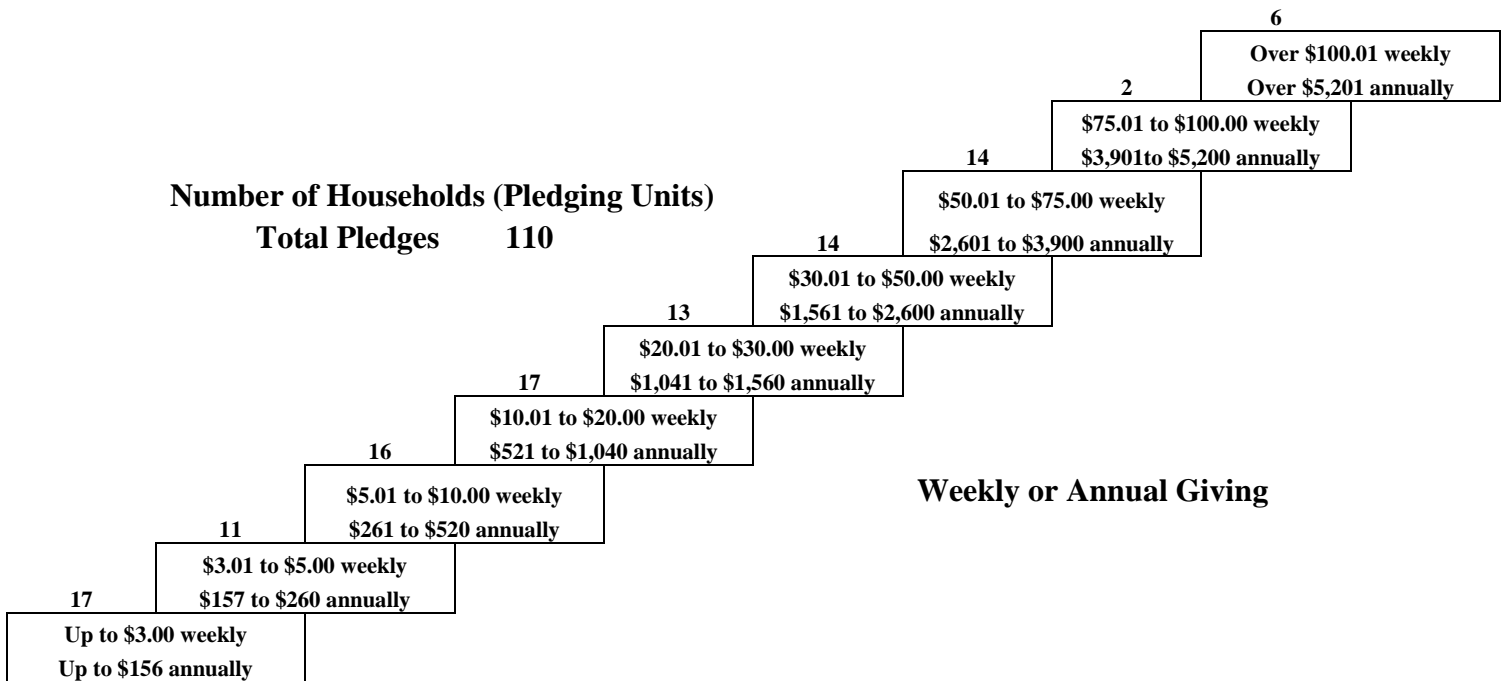 6
Over $100.01 weekly
Over $5,201 annually
2
$75.01 to $100.00 weekly
$3,901to $5,200 annually
14
$50.01 to $75.00 weekly
$2,601 to $3,900 annually
Number of Households (Pledging Units)
Total Pledges 110
14
$30.01 to $50.00 weekly
$1,561 to $2,600 annually
13
$20.01 to $30.00 weekly
$1,041 to $1,560 annually
17
$10.01 to $20.00 weekly
$521 to $1,040 annually
16
$5.01 to $10.00 weekly
$261 to $520 annually
Weekly or Annual Giving
11
$3.01 to $5.00 weekly
$157 to $260 annually
17
Up to $3.00 weekly
Up to $156 annually